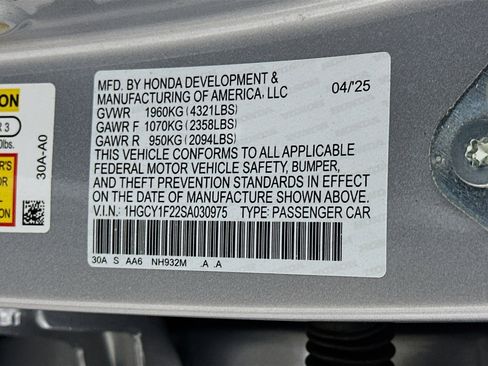 MFD. BY HONDA DEVELOPMENT &
MANUFACTURING OF AMERICA, LLC 04/'25
GVWR 1960KG (4321LBS)
GAWR F 1070KG (2358LBS)
GAWR R 950KG (2094LBS)
THIS VEHICLE CONFORMS TO ALL APPLICABLE
FEDERAL MOTOR VEHICLE SAFETY, BUMPER,
AND THEFT PREVENTION STANDARDS IN EFFECT
ON THE DATE OF MANUFACTURE SHOWN ABOVE.
V.I.N.: 1HGCY1F22SA030975 TYPE: PASSENGER CAR
30A S AA6 NH932M .A .A
30A-A0